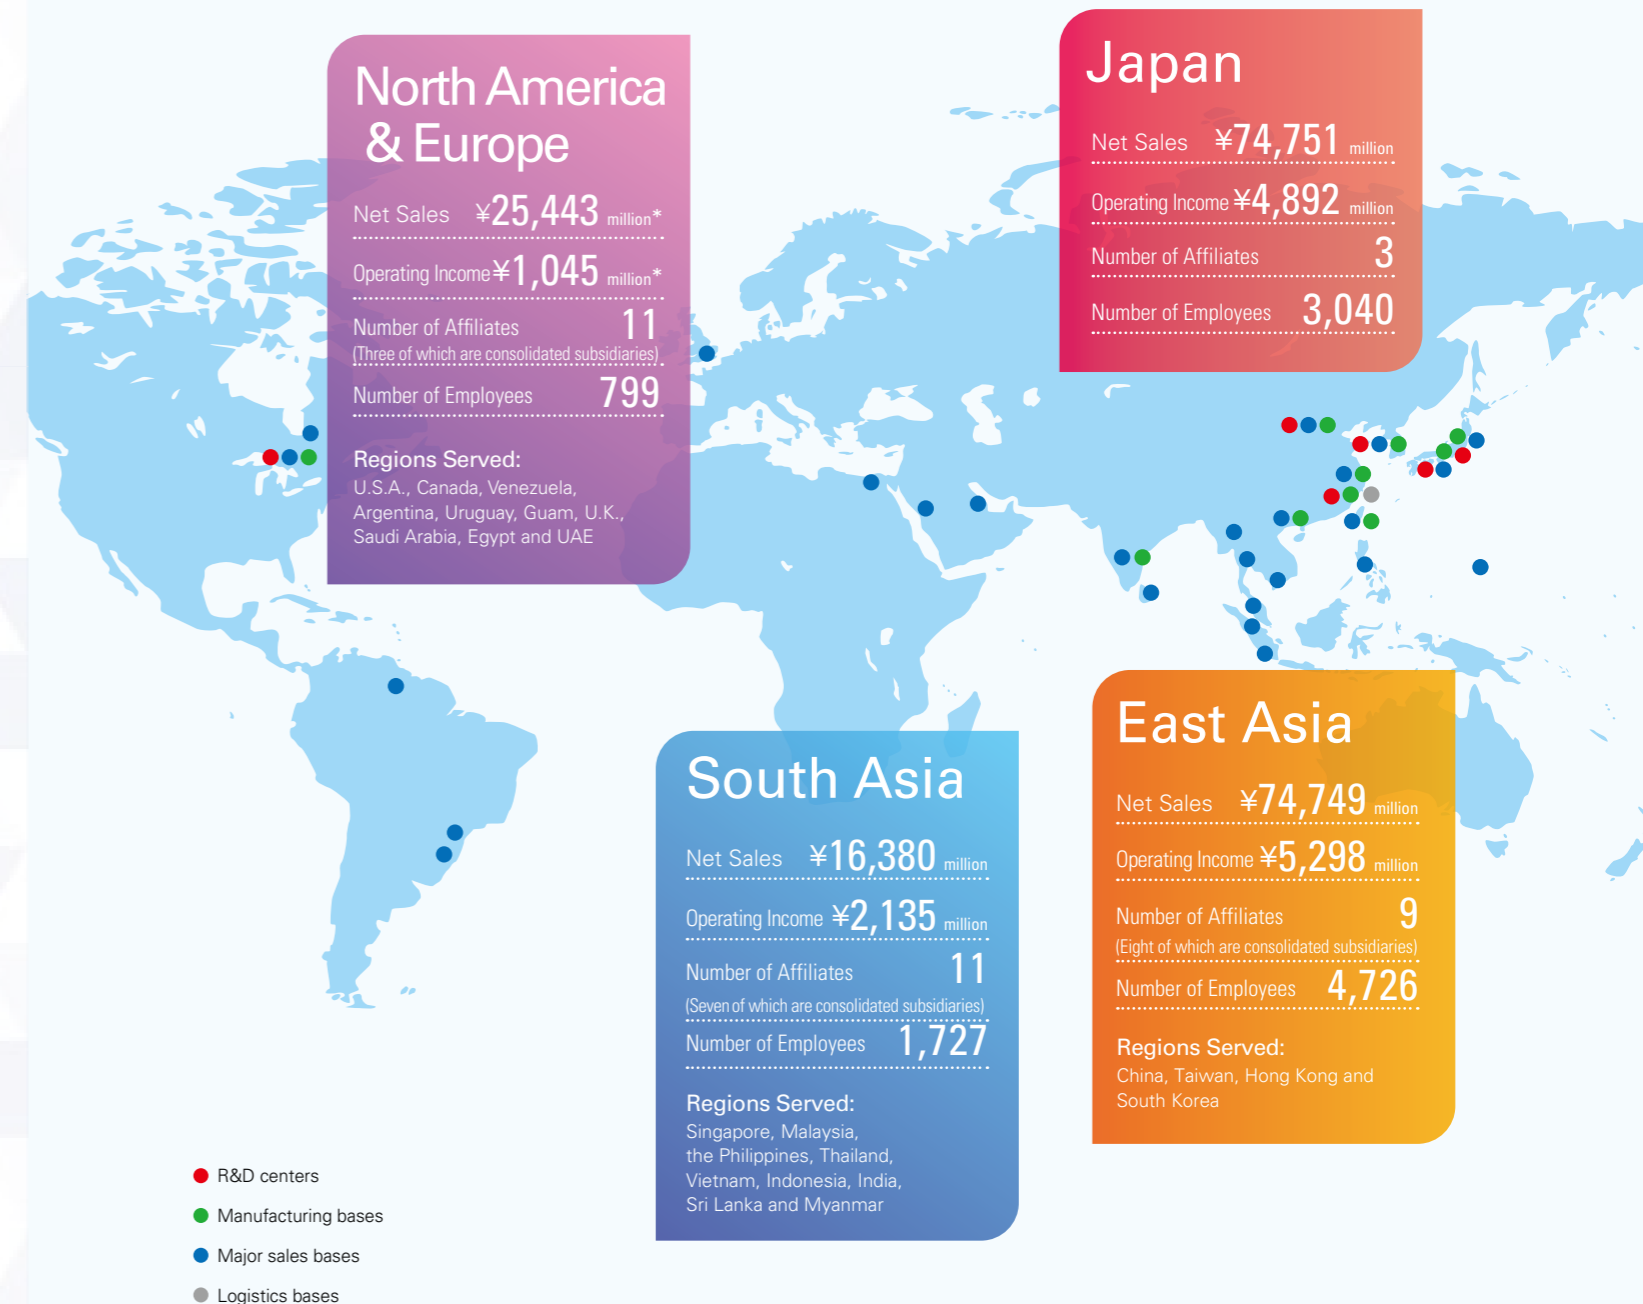 North America
& Europe
Net Sales ¥25,443 million*
Operating Income ¥1,045 million*
Number of Affiliates 11
(Three of which are consolidated subsidiaries)
Number of Employees 799
Regions Served:
U.S.A., Canada, Venezuela,
Argentina, Uruguay, Guam, U.K.,
Saudi Arabia, Egypt and UAE
Japan
Net Sales ¥74,751 million
Operating Income ¥4,892 million
Number of Affiliates 3
Number of Employees 3,040
South Asia
Net Sales ¥16,380 million
Operating Income ¥2,135 million
Number of Affiliates 11
(Seven of which are consolidated subsidiaries)
Number of Employees 1,727
Regions Served:
Singapore, Malaysia,
the Philippines, Thailand,
Vietnam, Indonesia, India,
Sri Lanka and Myanmar
East Asia
Net Sales ¥74,749 million
Operating Income ¥5,298 million
Number of Affiliates 9
(Eight of which are consolidated subsidiaries)
Number of Employees 4,726
Regions Served:
China, Taiwan, Hong Kong and
South Korea
R&D centers
Manufacturing bases
Major sales bases
Logistics bases